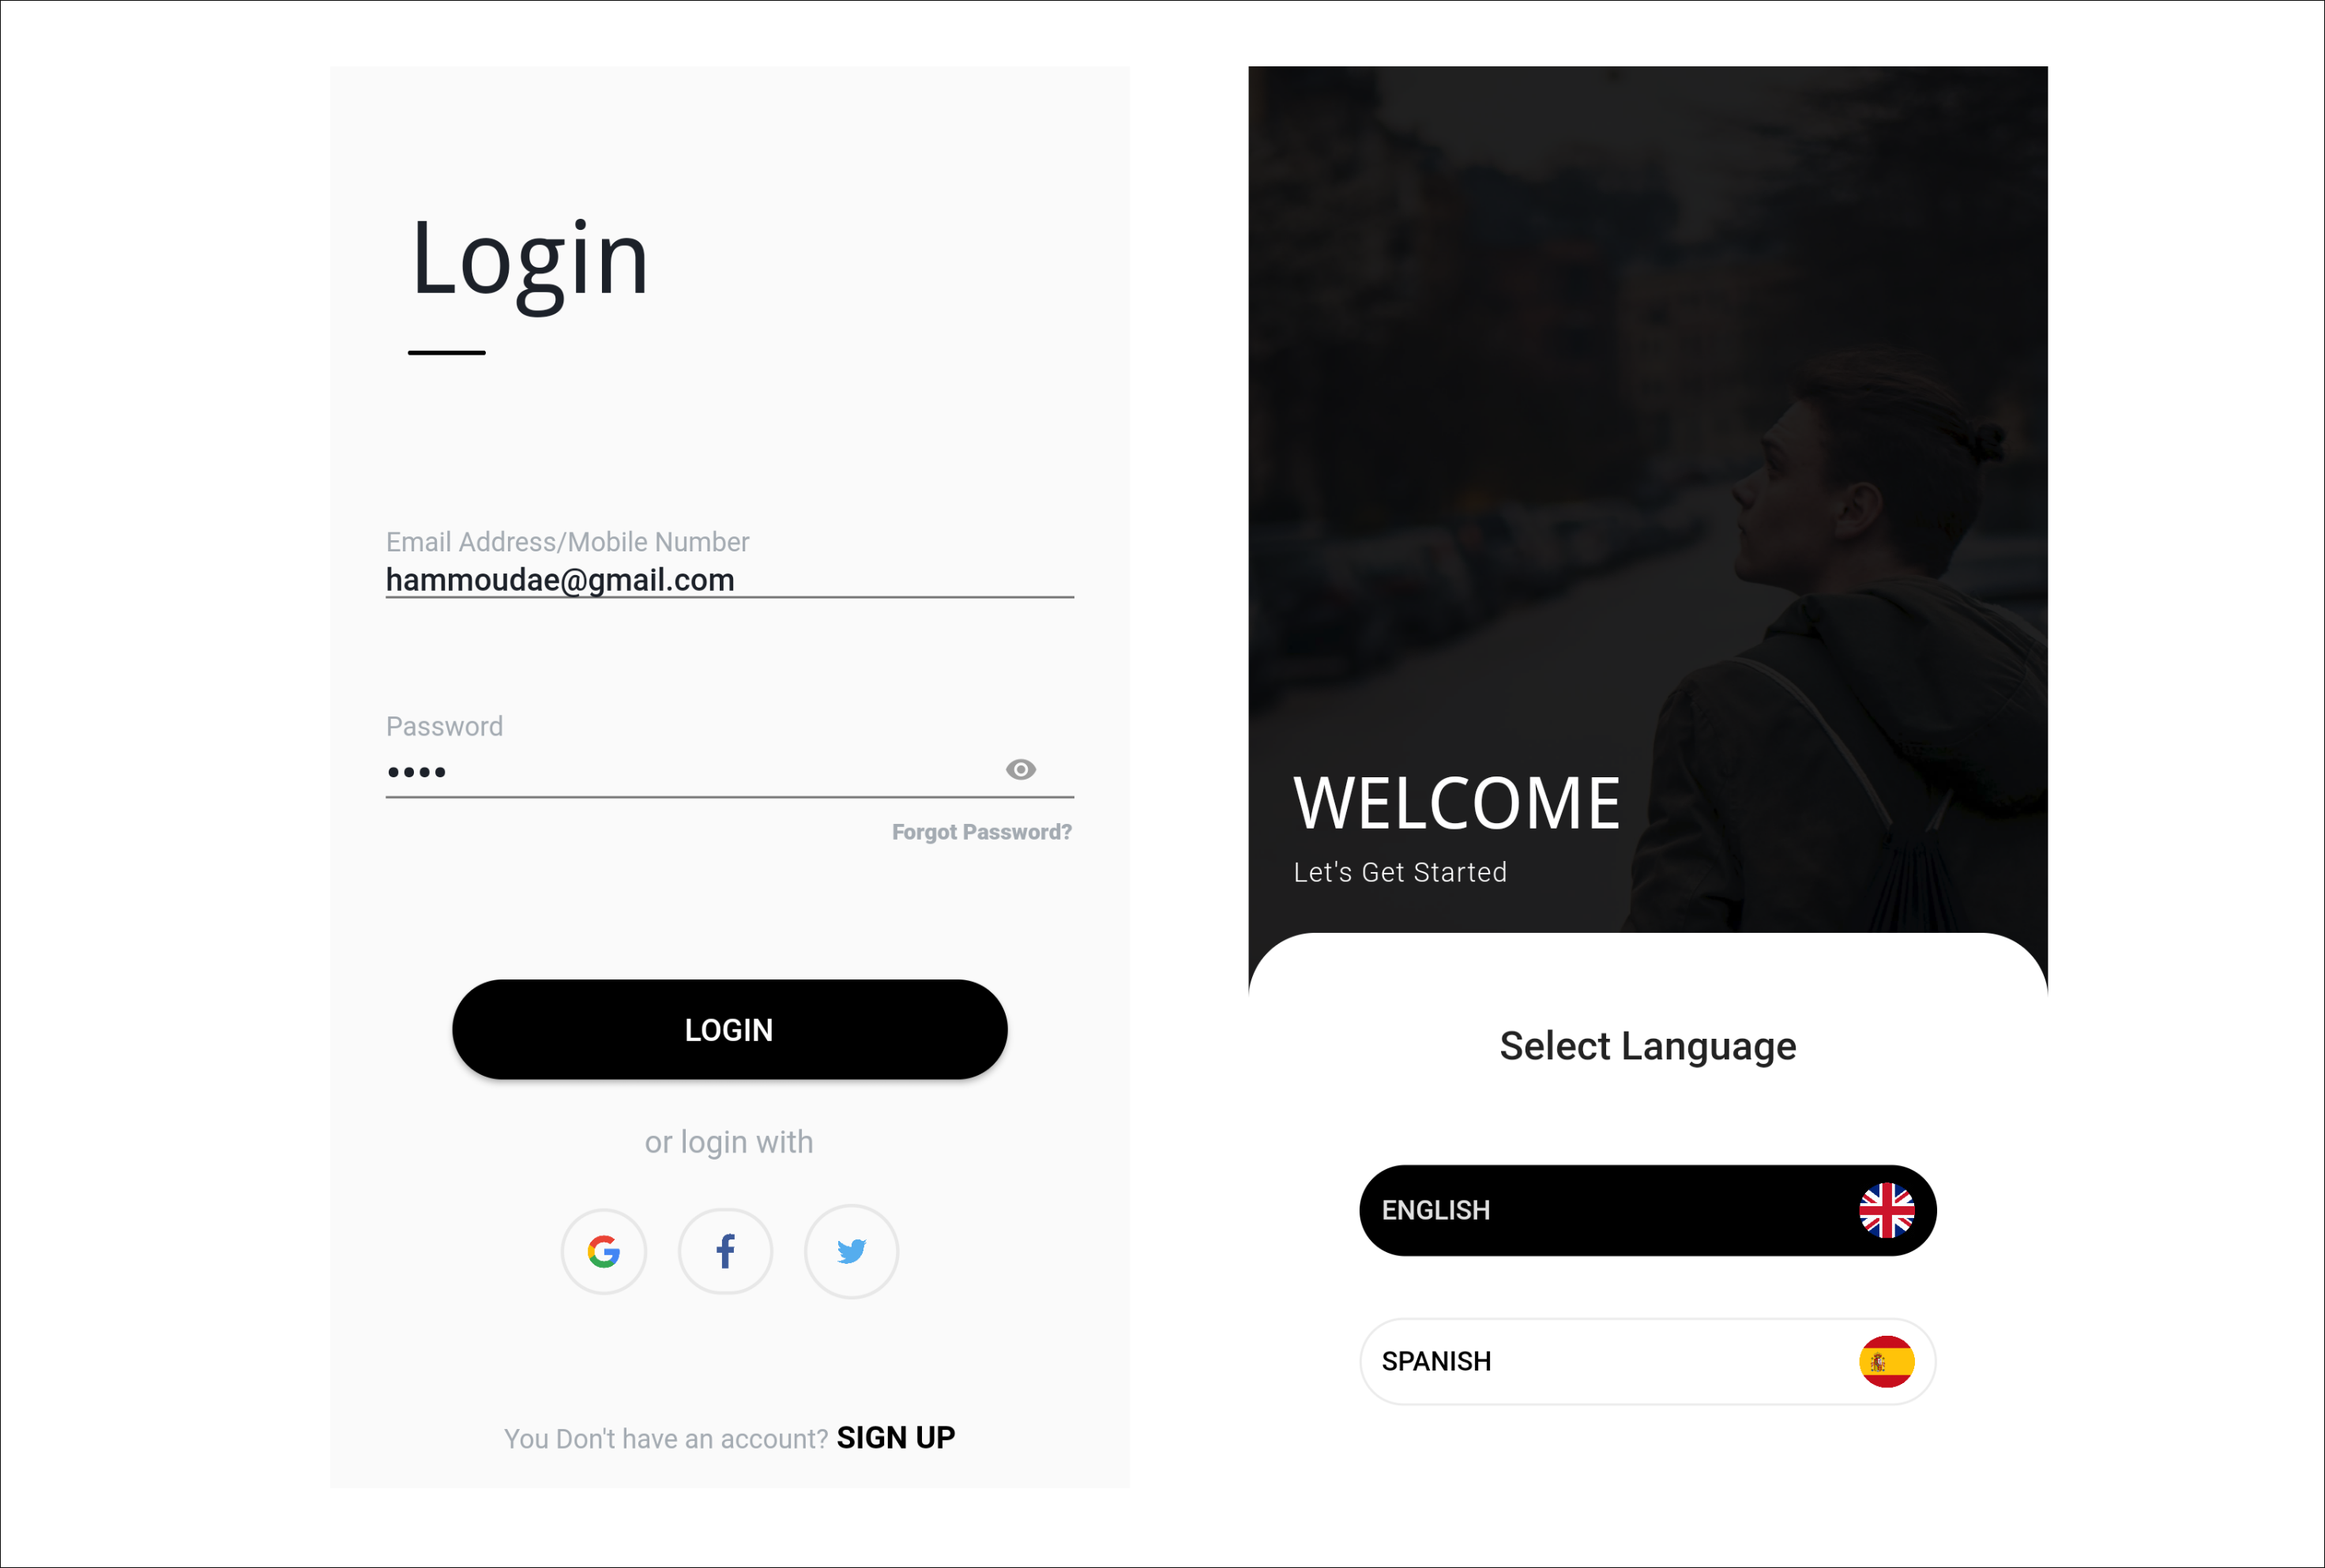 Login
Email Address/Mobile Number
hammoudae@gmail.com
Password
Forgot Password?
LOGIN
or login with
You Don't have an account? SIGN UP
WELCOME
Let's Get Started
Select Language
ENGLISH
SPANISH